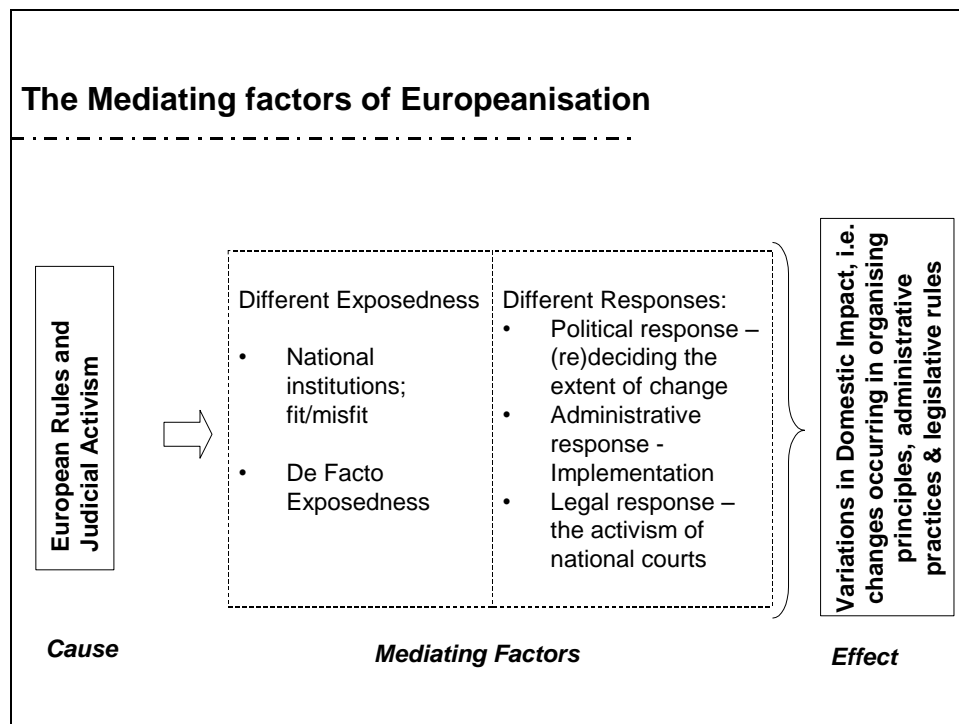 The Mediating factors of Europeanisation
European Rules and
Judicial Activism
Different Exposedness
• National
institutions;
fit/misfit
• De Facto
Exposedness
Different Responses:
• Political response –
(re)deciding the
extent of change
• Administrative
response -
Implementation
• Legal response –
the activism of
national courts
Variations in Domestic Impact, i.e.
changes occurring in organising
principles, administrative
practices & legislative rules
Cause
Mediating Factors
Effect